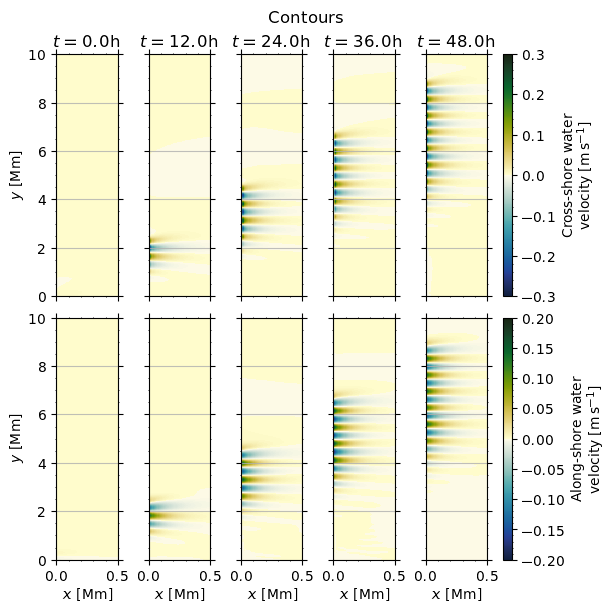 Contours
t = 0.0h t = 12.0h t = 24.0h t = 36.0h t = 48.0h
10
8
6
4
2
0
y [Mm]
0.3
0.2
0.1
0.0
−0.1
−0.2
−0.3
Cross-shore water
velocity [m s⁻¹]
10
8
6
4
2
0
y [Mm]
0.20
0.15
0.10
0.05
0.00
−0.05
−0.10
−0.15
−0.20
Along-shore water
velocity [m s⁻¹]
0.0 0.5 0.0 0.5 0.0 0.5 0.0 0.5 0.0 0.5
x [Mm] x [Mm] x [Mm] x [Mm] x [Mm]